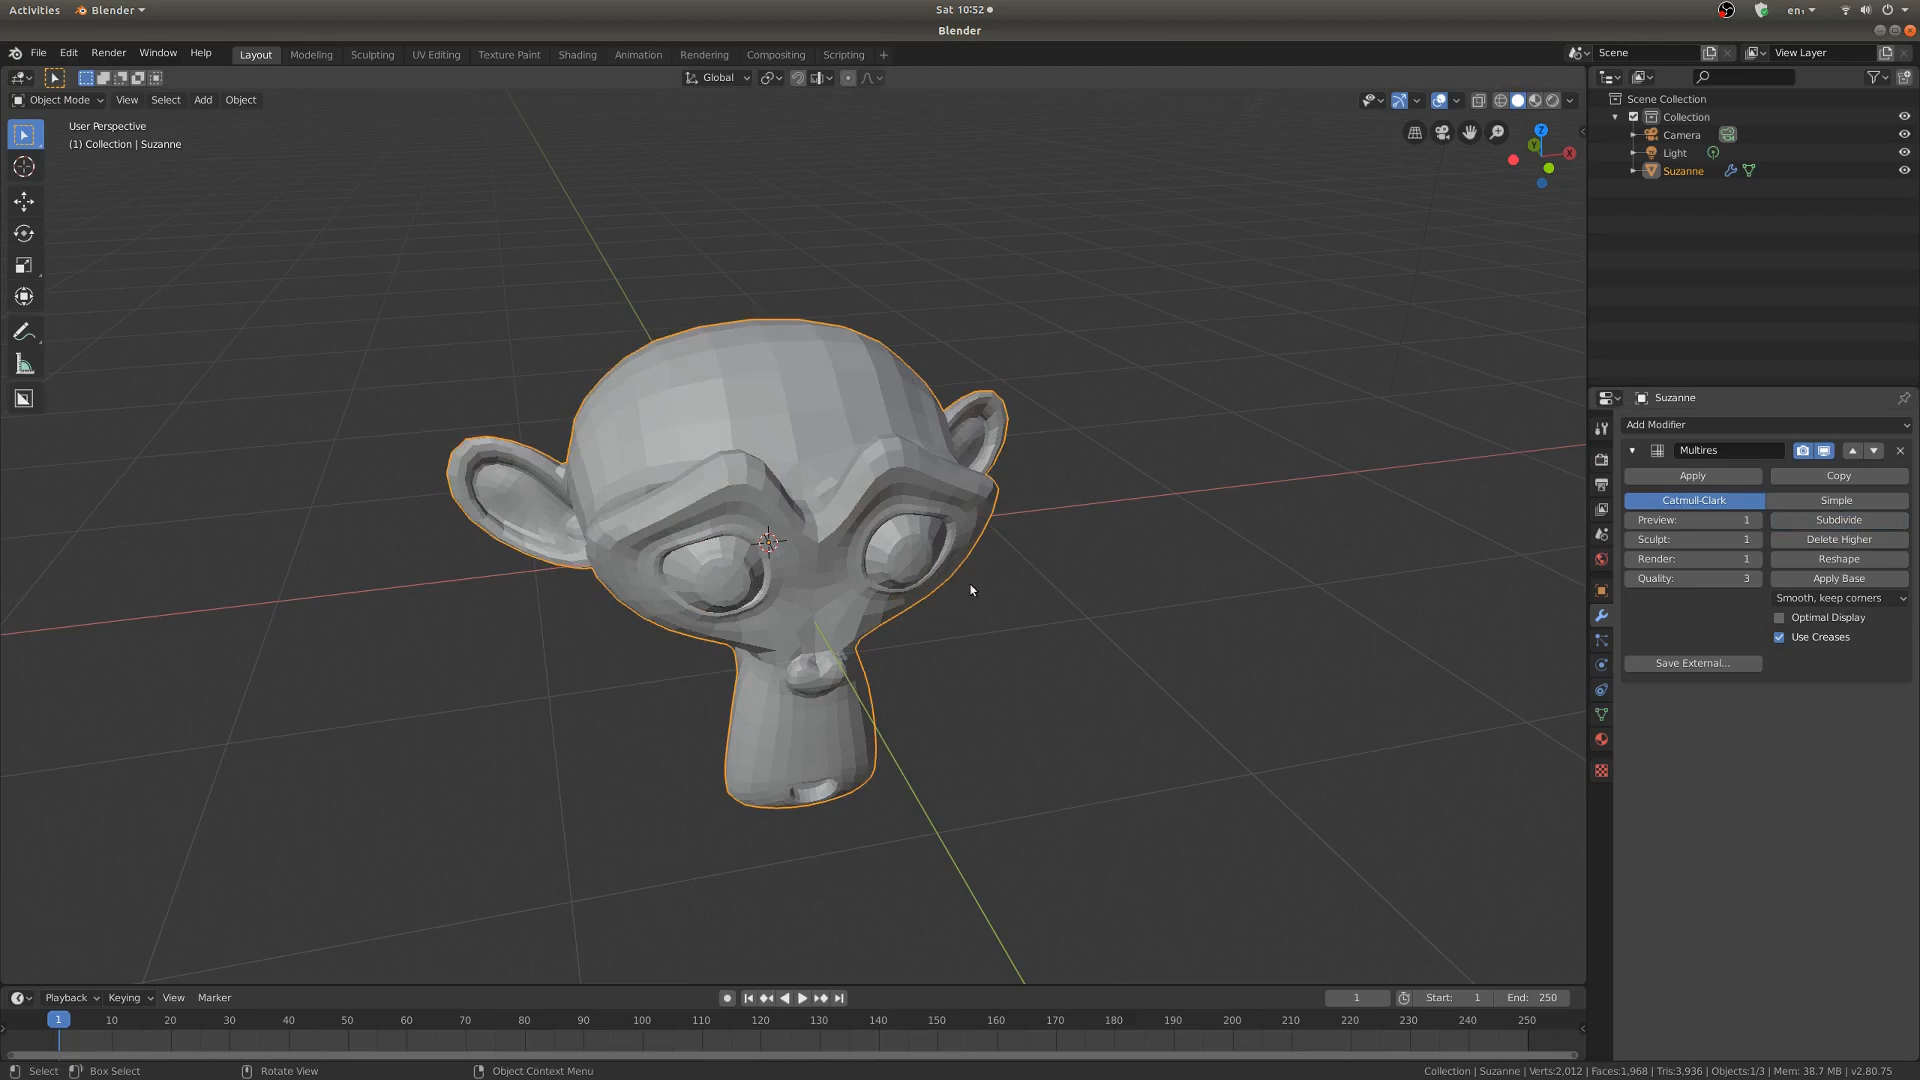 Activities Blender Sat 10:52 en₁
Blender
File Edit Render Window Help Layout Modeling Sculpting UV Editing Texture Paint Shading Animation Rendering Compositing Scripting + Scene View Layer
Global
Object Mode View Select Add Object
User Perspective
(1) Collection | Suzanne
Z
Y
X
Scene Collection
Collection
Camera
Light
Suzanne
Suzanne
Add Modifier
Multires
Apply Copy
Catmull-Clark Simple
Preview: 1 Subdivide
Sculpt: 1 Delete Higher
Render: 1 Reshape
Quality: 3 Apply Base
Smooth, keep corners
Optimal Display
Use Creases
Save External...
Playback Keying View Marker 1 Start: 1 End: 250
1 10 20 30 40 50 60 70 80 90 100 110 120 130 140 150 160 170 180 190 200 210 220 230 240 250
Select Box Select Rotate View Object Context Menu Collection | Suzanne | Verts:2,012 | Faces:1,968 | Tris:3,936 | Objects:1/3 | Mem: 38.7 MB | v2.80.75